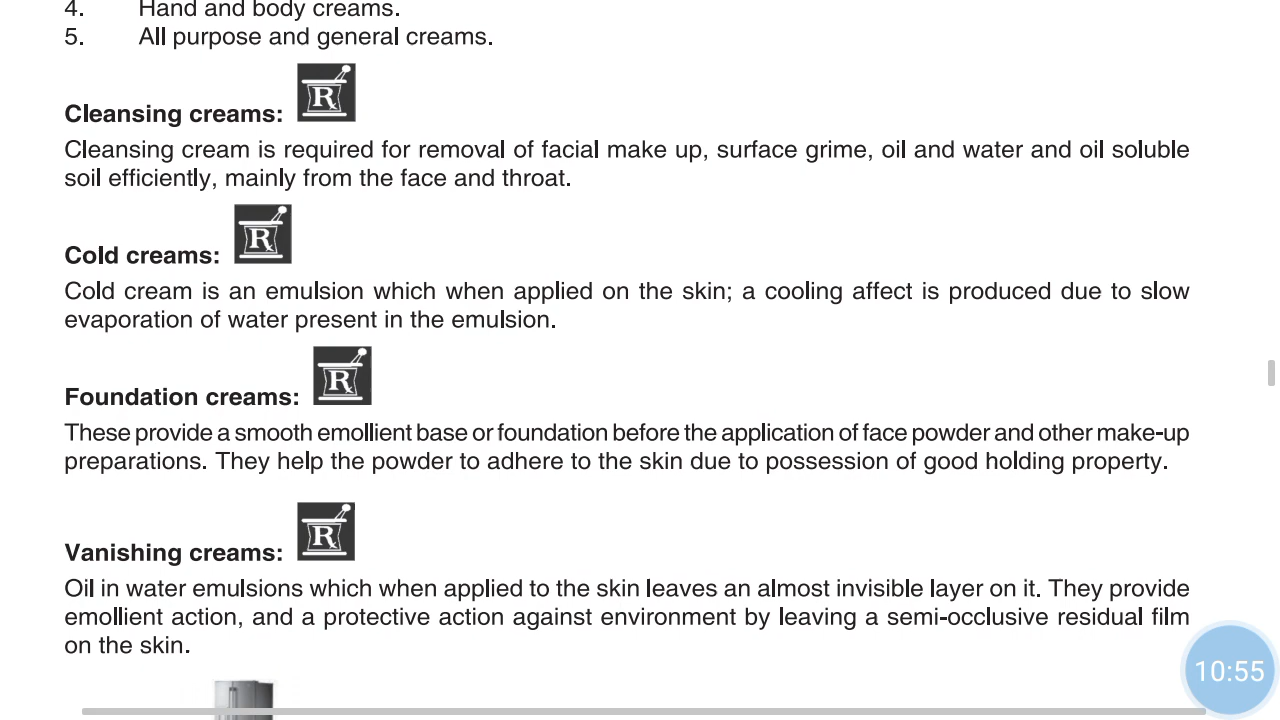 4. Hand and body creams.
5. All purpose and general creams.
Cleansing creams: Rx
Cleansing cream is required for removal of facial make up, surface grime, oil and water and oil soluble
soil efficiently, mainly from the face and throat.
Cold creams: Rx
Cold cream is an emulsion which when applied on the skin; a cooling affect is produced due to slow
evaporation of water present in the emulsion.
Foundation creams: Rx
These provide a smooth emollient base or foundation before the application of face powder and other make-up
preparations. They help the powder to adhere to the skin due to possession of good holding property.
Vanishing creams: Rx
Oil in water emulsions which when applied to the skin leaves an almost invisible layer on it. They provide
emollient action, and a protective action against environment by leaving a semi-occlusive residual film
on the skin.
10:55